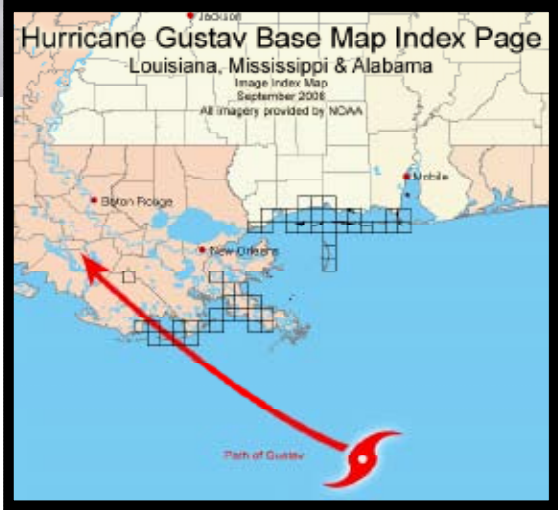 Jackson
Hurricane Gustav Base Map Index Page
Louisiana, Mississippi & Alabama
Image Index Map
September 2008
All imagery provided by NOAA
Mobile
Baton Rouge
New Orleans
Path of Gustav